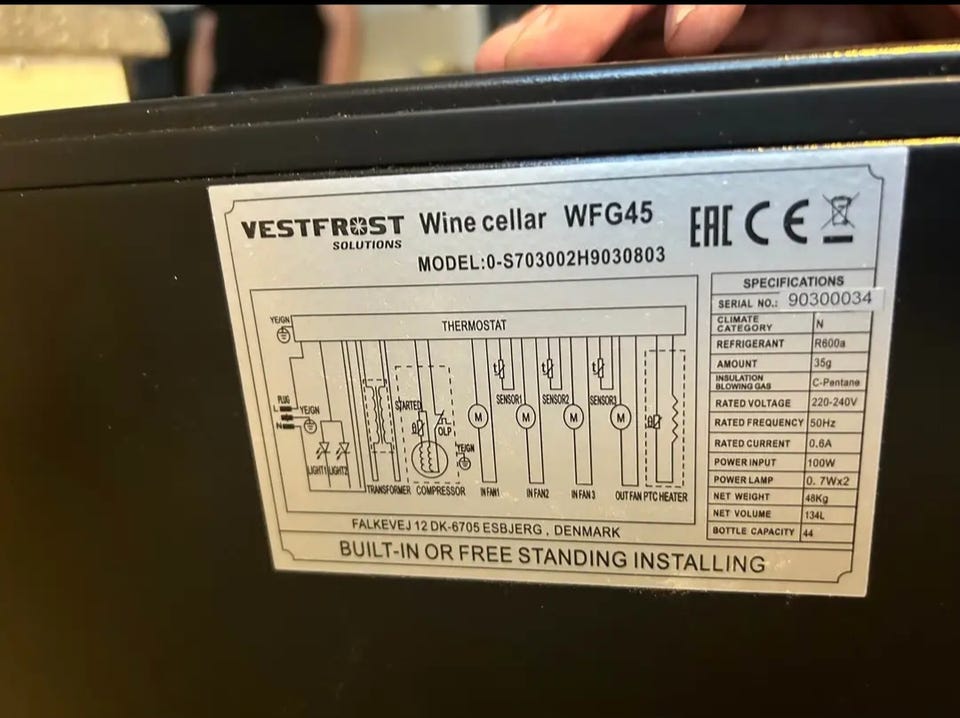 VESTFROST
SOLUTIONS
Wine cellar WFG45
EAC CE
MODEL:0-S703002H9030803
YE/GN
THERMOSTAT
PLUG
L
YE/GN
N
LIGHT1 LIGHT2
TRANSFORMER
STARTED
θ
OLP
YE/GN
COMPRESSOR
t
SENSOR1
t
SENSOR2
t
SENSOR3
M M M M
θ
IN FAN1
IN FAN2
IN FAN 3
OUT FAN
PTC HEATER
SPECIFICATIONS
SERIAL NO.: 90300034
CLIMATE CATEGORY N
REFRIGERANT R600a
AMOUNT 35g
INSULATION BLOWING GAS C-Pentane
RATED VOLTAGE 220-240V
RATED FREQUENCY 50Hz
RATED CURRENT 0.6A
POWER INPUT 100W
POWER LAMP 0. 7Wx2
NET WEIGHT 48Kg
NET VOLUME 134L
BOTTLE CAPACITY 44
FALKEVEJ 12 DK-6705 ESBJERG , DENMARK
BUILT-IN OR FREE STANDING INSTALLING